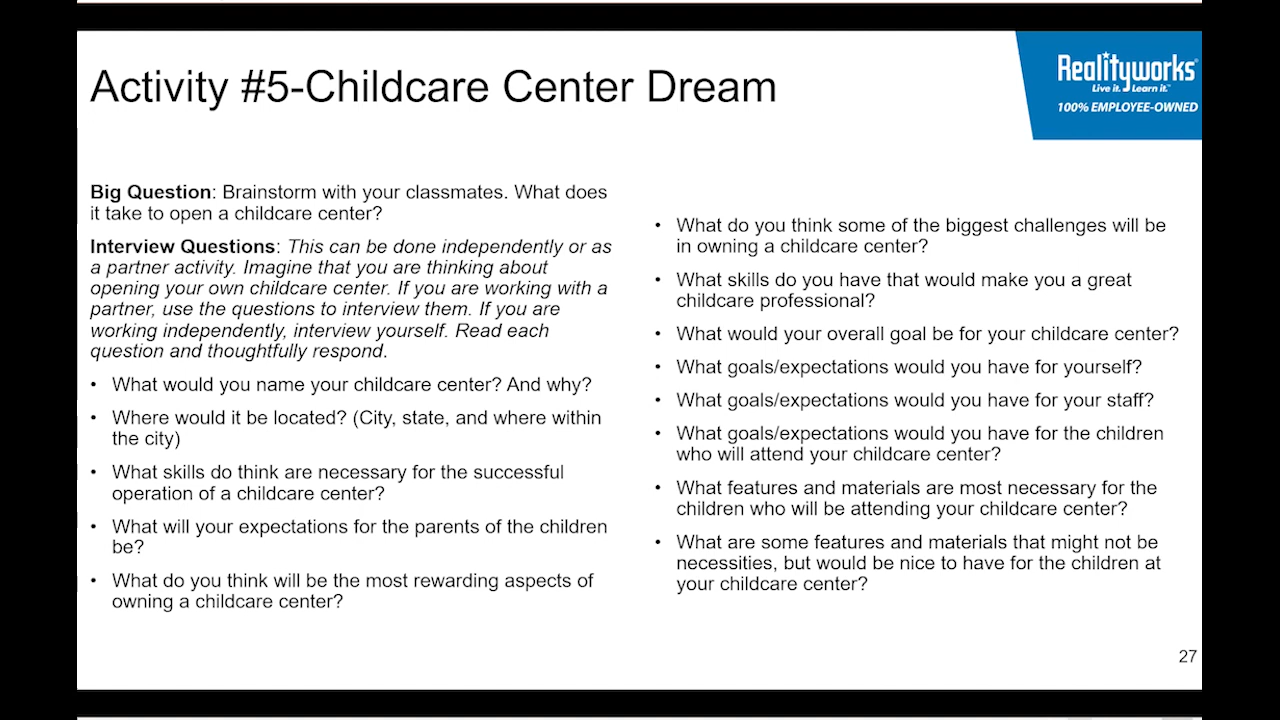 Activity #5-Childcare Center Dream
Realityworks®
Live it. Learn it.™
100% EMPLOYEE-OWNED
Big Question: Brainstorm with your classmates. What does
it take to open a childcare center?
Interview Questions: This can be done independently or as
a partner activity. Imagine that you are thinking about
opening your own childcare center. If you are working with a
partner, use the questions to interview them. If you are
working independently, interview yourself. Read each
question and thoughtfully respond.
• What would you name your childcare center? And why?
• Where would it be located? (City, state, and where within
the city)
• What skills do think are necessary for the successful
operation of a childcare center?
• What will your expectations for the parents of the children
be?
• What do you think will be the most rewarding aspects of
owning a childcare center?
• What do you think some of the biggest challenges will be
in owning a childcare center?
• What skills do you have that would make you a great
childcare professional?
• What would your overall goal be for your childcare center?
• What goals/expectations would you have for yourself?
• What goals/expectations would you have for your staff?
• What goals/expectations would you have for the children
who will attend your childcare center?
• What features and materials are most necessary for the
children who will be attending your childcare center?
• What are some features and materials that might not be
necessities, but would be nice to have for the children at
your childcare center?
27